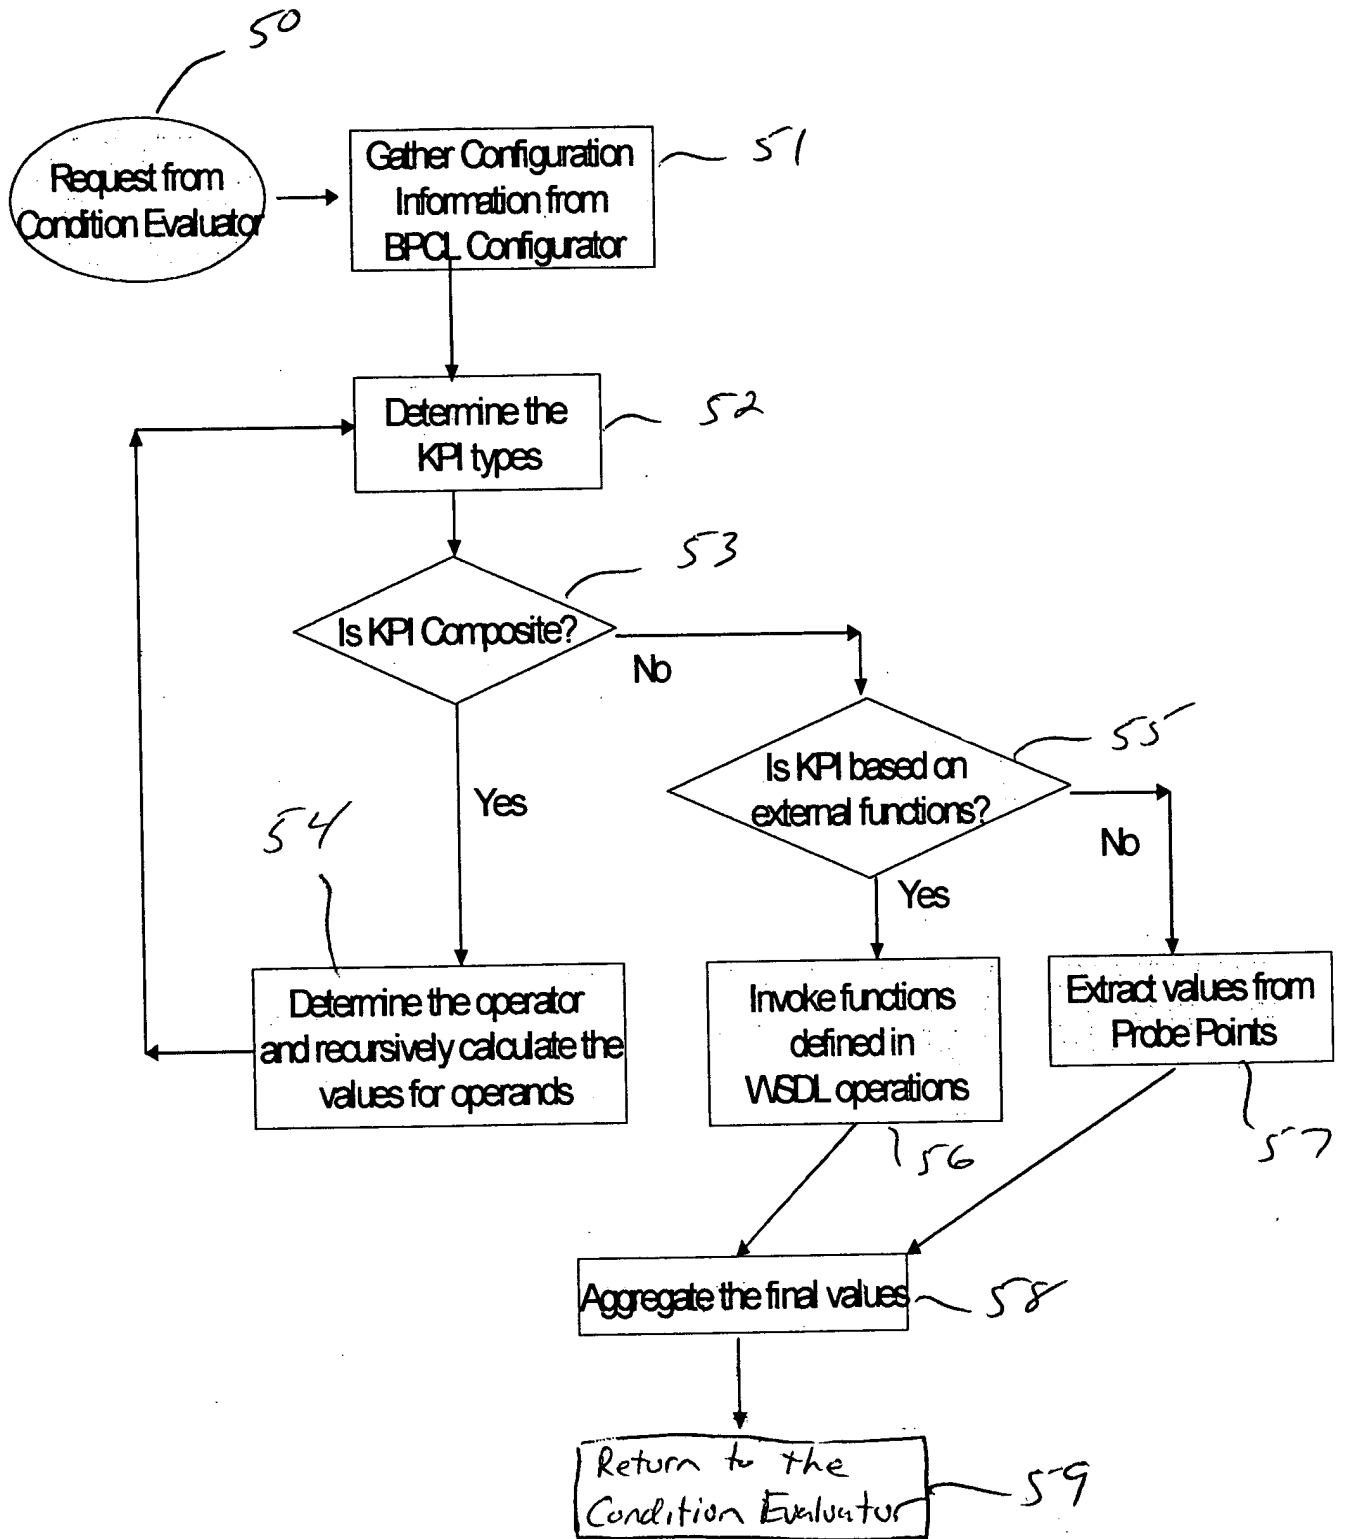 50
Request from
Condition Evaluator
Gather Configuration
Information from
BPCL Configurator
51
Determine the
KPI types
52
53
Is KPI Composite?
No
Yes
54
Is KPI based on
external functions?
55
No
Yes
Determine the operator
and recursively calculate the
values for operands
Invoke functions
defined in
WSDL operations
56
Extract values from
Probe Points
57
Aggregate the final values
58
Return to the
Condition Evaluator
59